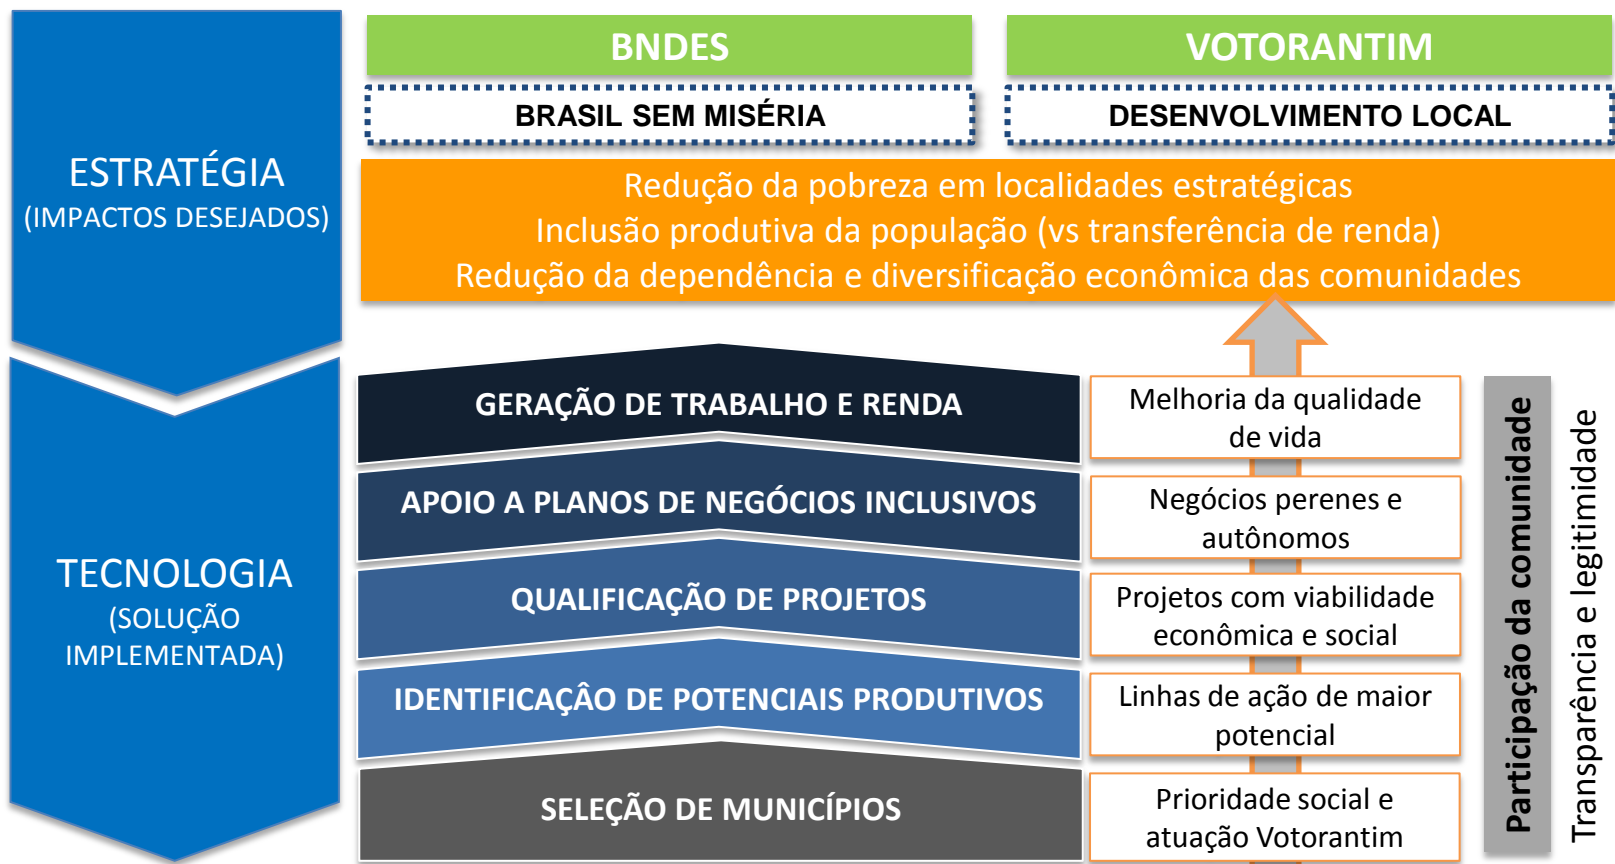 BNDES
VOTORANTIM
BRASIL SEM MISÉRIA
DESENVOLVIMENTO LOCAL
ESTRATÉGIA
(IMPACTOS DESEJADOS)
Redução da pobreza em localidades estratégicas
Inclusão produtiva da população (vs transferência de renda)
Redução da dependência e diversificação econômica das comunidades
TECNOLOGIA
(SOLUÇÃO
IMPLEMENTADA)
GERAÇÃO DE TRABALHO E RENDA
Melhoria da qualidade
de vida
APOIO A PLANOS DE NEGÓCIOS INCLUSIVOS
Negócios perenes e
autônomos
QUALIFICAÇÃO DE PROJETOS
Projetos com viabilidade
econômica e social
IDENTIFICAÇÂO DE POTENCIAIS PRODUTIVOS
Linhas de ação de maior
potencial
SELEÇÃO DE MUNICÍPIOS
Prioridade social e
atuação Votorantim
Participação da comunidade
Transparência e legitimidade